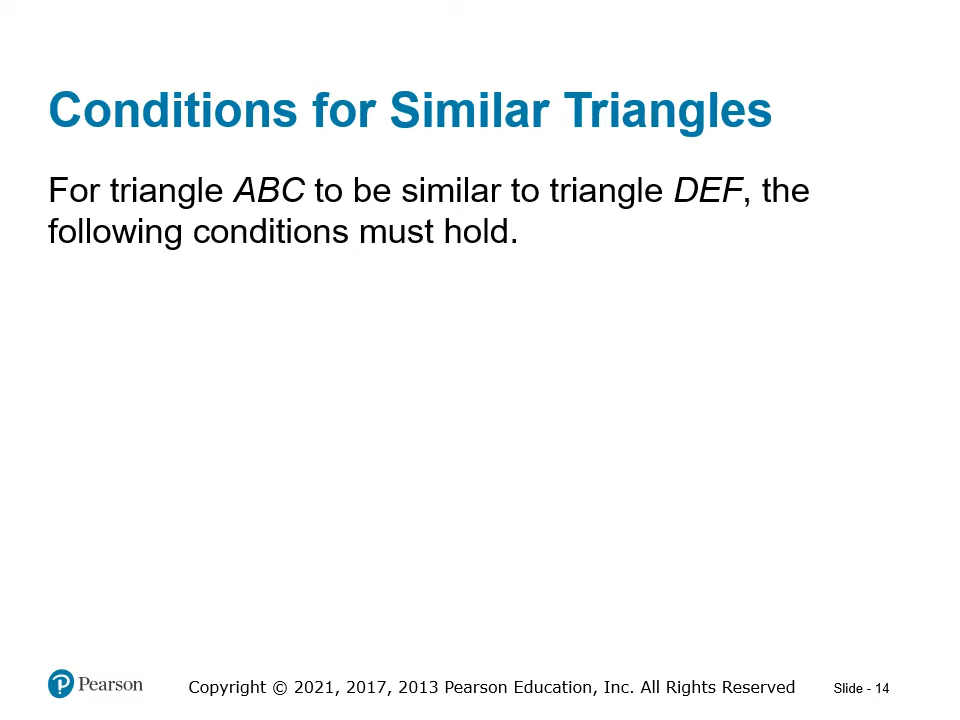 Conditions for Similar Triangles
For triangle ABC to be similar to triangle DEF, the
following conditions must hold.
Pearson
Copyright © 2021, 2017, 2013 Pearson Education, Inc. All Rights Reserved
Slide - 14